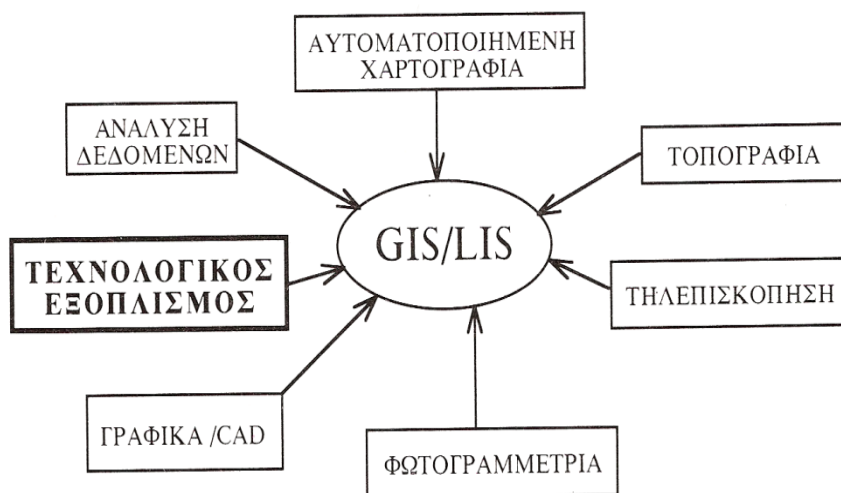 ΑΥΤΟΜΑΤΟΠΟΙΗΜΕΝΗ
ΧΑΡΤΟΓΡΑΦΙΑ
ΑΝΑΛΥΣΗ
ΔΕΔΟΜΕΝΩΝ
ΤΟΠΟΓΡΑΦΙΑ
GIS/LIS
ΤΕΧΝΟΛΟΓΙΚΟΣ
ΕΞΟΠΛΙΣΜΟΣ
ΤΗΛΕΠΙΣΚΟΠΗΣΗ
ΓΡΑΦΙΚΑ /CAD
ΦΩΤΟΓΡΑΜΜΕΤΡΙΑ